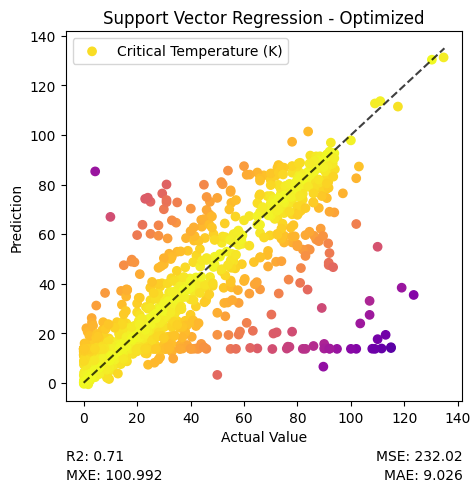 Support Vector Regression - Optimized
Critical Temperature (K)
140
120
100
80
60
40
20
0
Prediction
0 20 40 60 80 100 120 140
Actual Value
R2: 0.71 MSE: 232.02
MXE: 100.992 MAE: 9.026